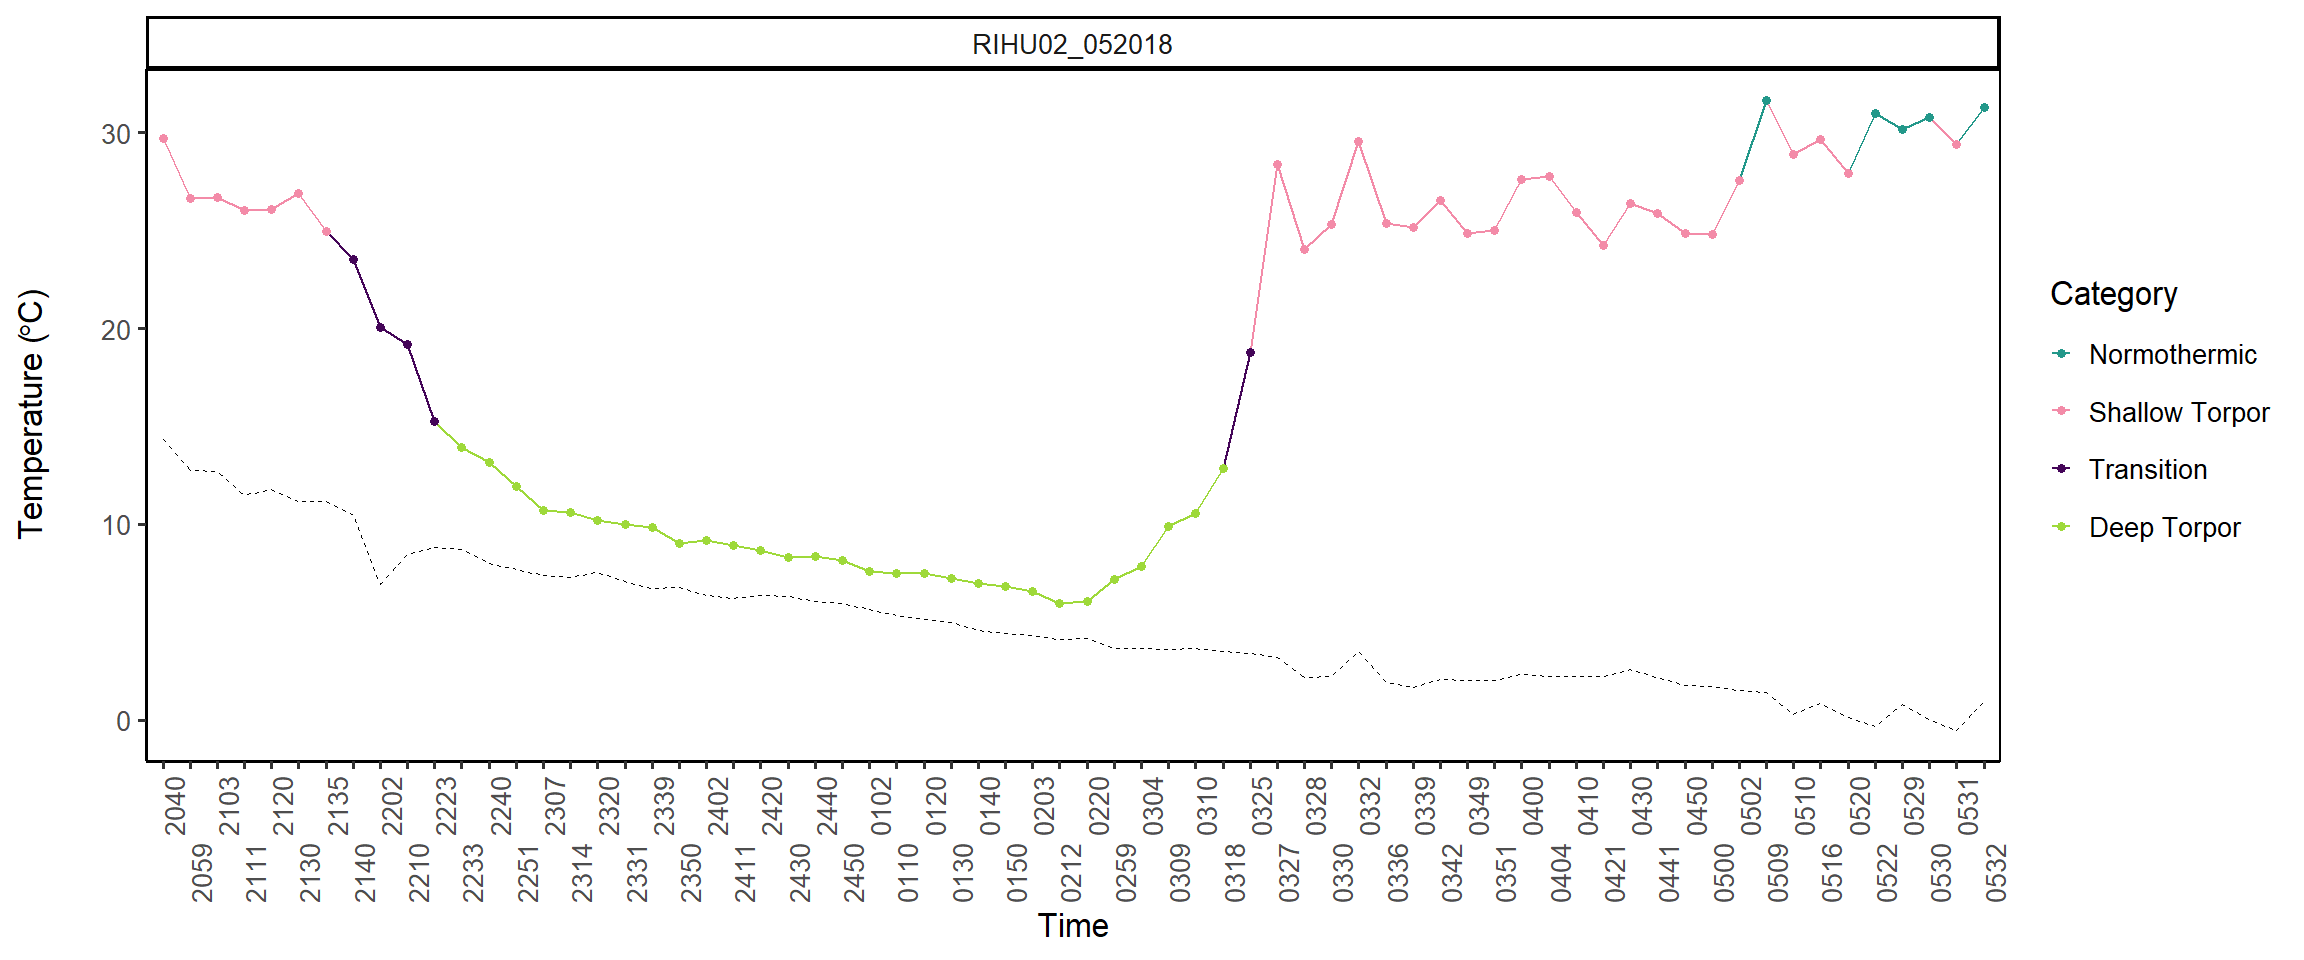 RIHU02_052018
Temperature (°C)
30
20
10
0
2040 2103 2120 2135 2202 2223 2240 2307 2320 2339 2402 2420 2440 0102 0120 0140 0203 0220 0304 0310 0325 0328 0332 0339 0349 0400 0410 0430 0450 0502 0510 0520 0529 0531
2059 2111 2130 2140 2210 2233 2251 2314 2331 2350 2411 2430 2450 0110 0130 0150 0212 0259 0309 0318 0327 0330 0336 0342 0351 0404 0421 0441 0500 0509 0516 0522 0530 0532
Time
Category
Normothermic
Shallow Torpor
Transition
Deep Torpor